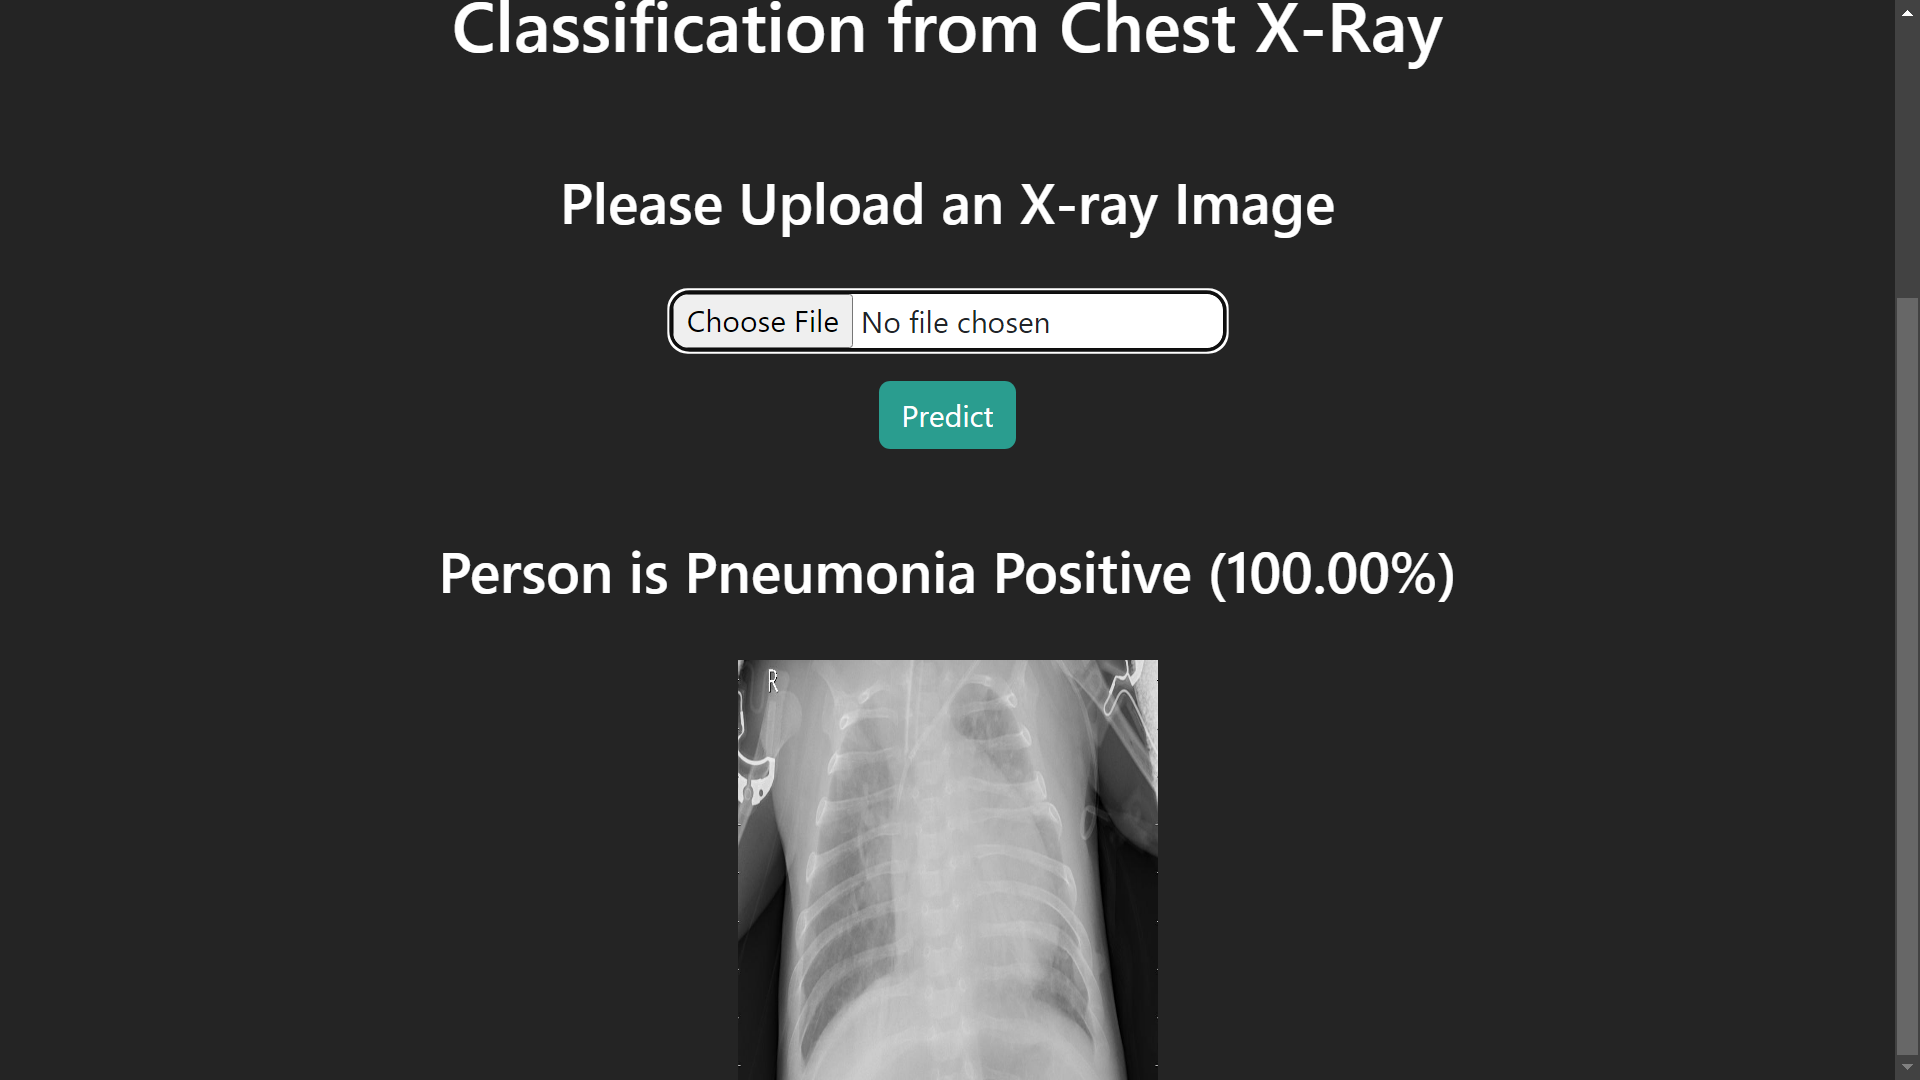 Classification from Chest X-Ray
Please Upload an X-ray Image
Choose File No file chosen
Predict
Person is Pneumonia Positive (100.00%)
R